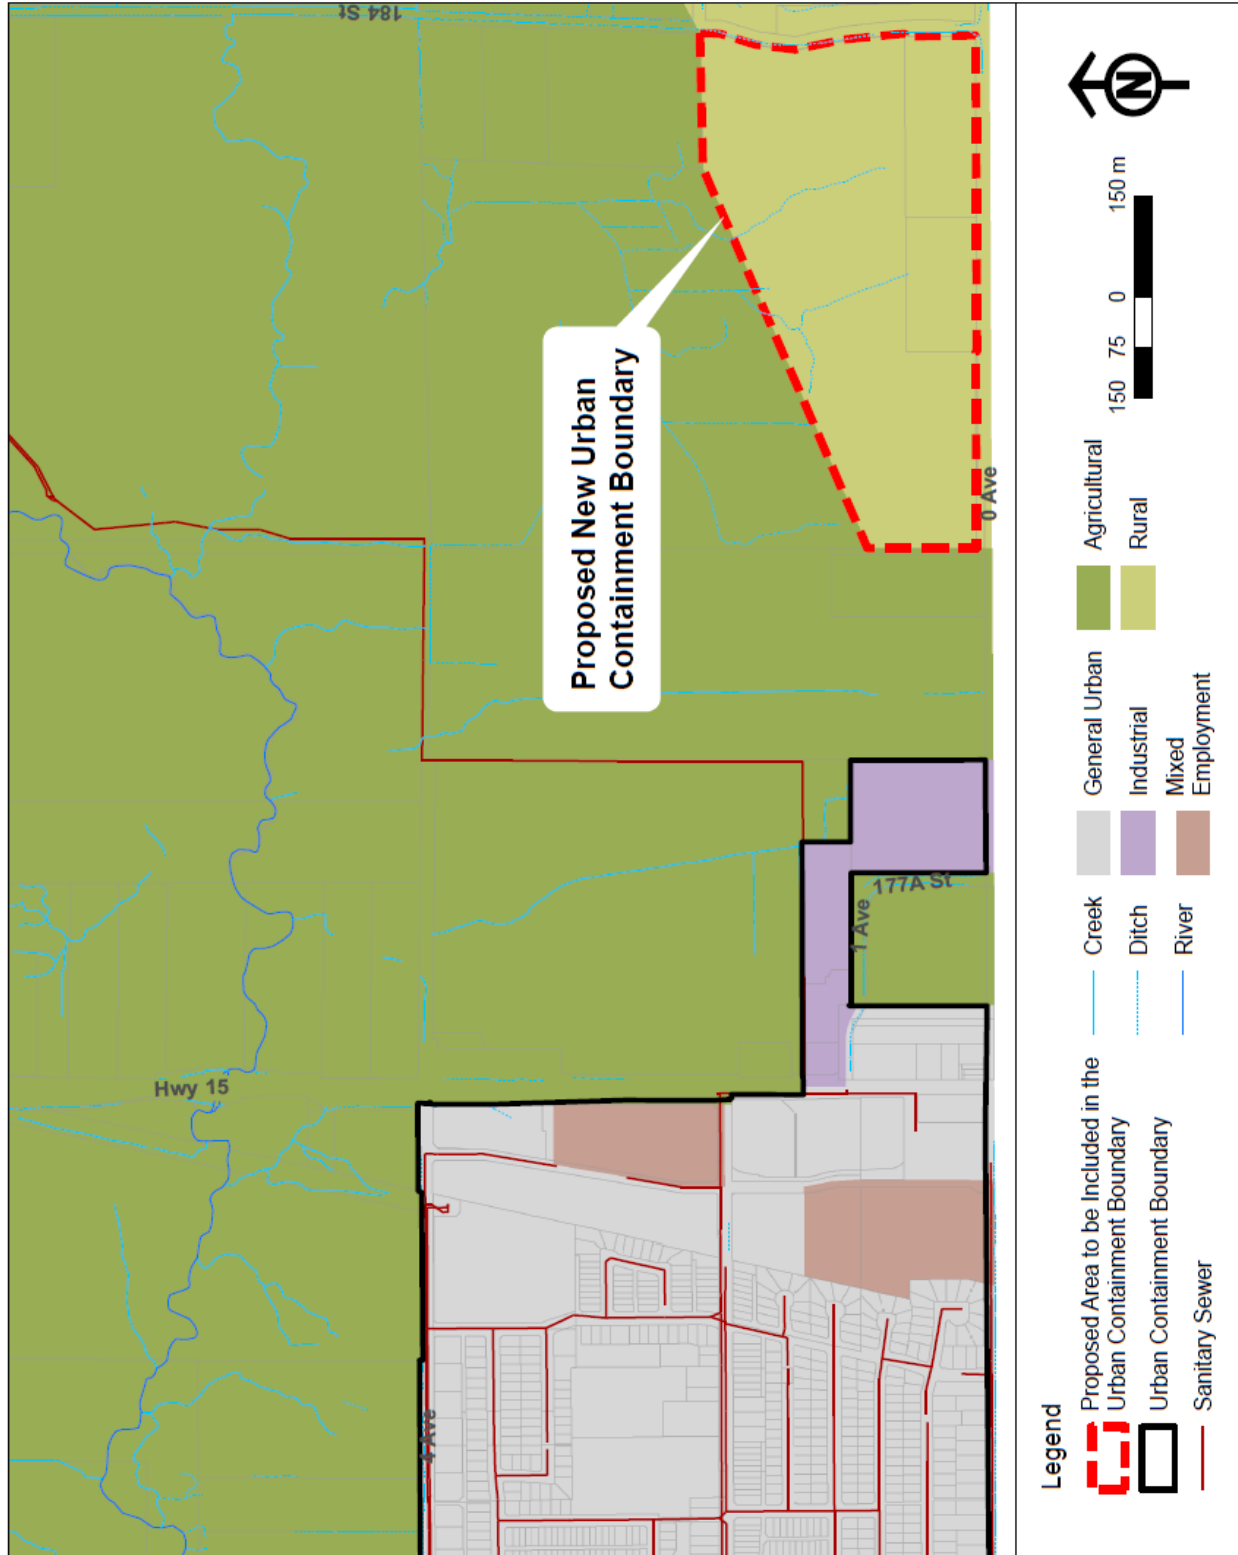 184 St
Hwy 15
Proposed New Urban
Containment Boundary
4 Ave
1 Ave
177A St
0 Ave
Legend
Proposed Area to be Included in the
Urban Containment Boundary
Urban Containment Boundary
Sanitary Sewer
Creek
Ditch
River
General Urban
Industrial
Mixed
Employment
Agricultural
Rural
150 75 0 150 m
N